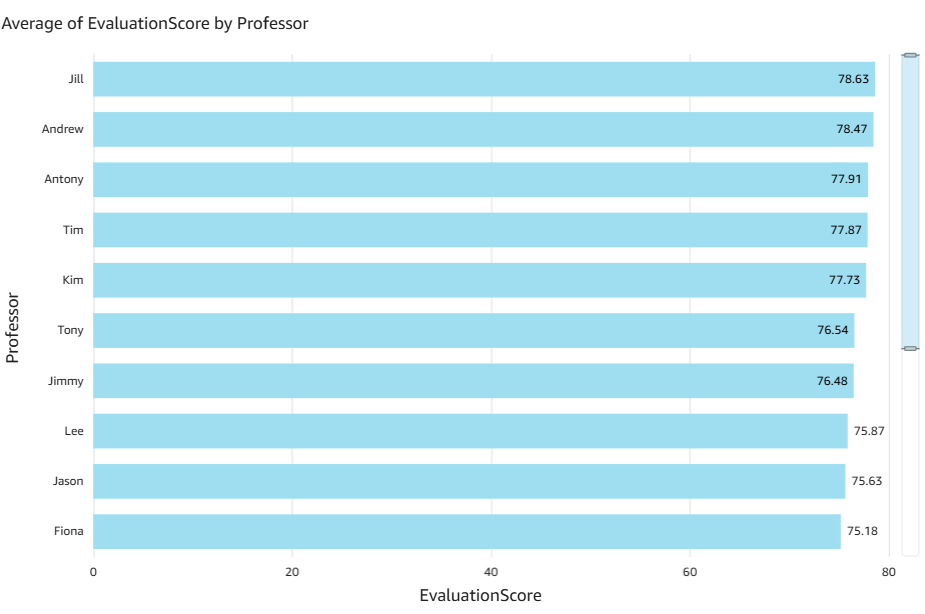 Average of EvaluationScore by Professor
Jill 78.63
Andrew 78.47
Antony 77.91
Tim 77.87
Kim 77.73
Tony 76.54
Jimmy 76.48
Lee 75.87
Jason 75.63
Fiona 75.18
Professor
0 20 40 60 80
EvaluationScore